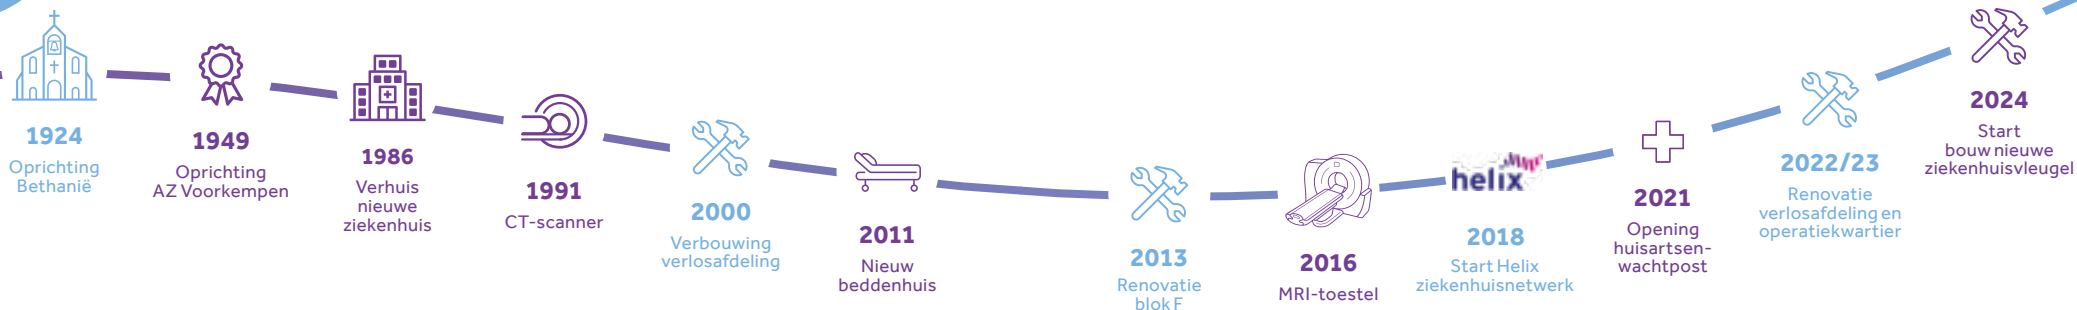 1924
Oprichting
Bethanië
1949
Oprichting
AZ Voorkempen
1986
Verhuis
nieuwe
ziekenhuis
1991
CT-scanner
2000
Verbouwing
verlosafdeling
2011
Nieuw
beddenhuis
2013
Renovatie
blok F
2016
MRI-toestel
helix
2018
Start Helix
ziekenhuisnetwerk
2021
Opening
huisartsen-
wachtpost
2022/23
Renovatie
verlosafdeling en
operatiekwartier
2024
Start
bouw nieuwe
ziekenhuisvleugel